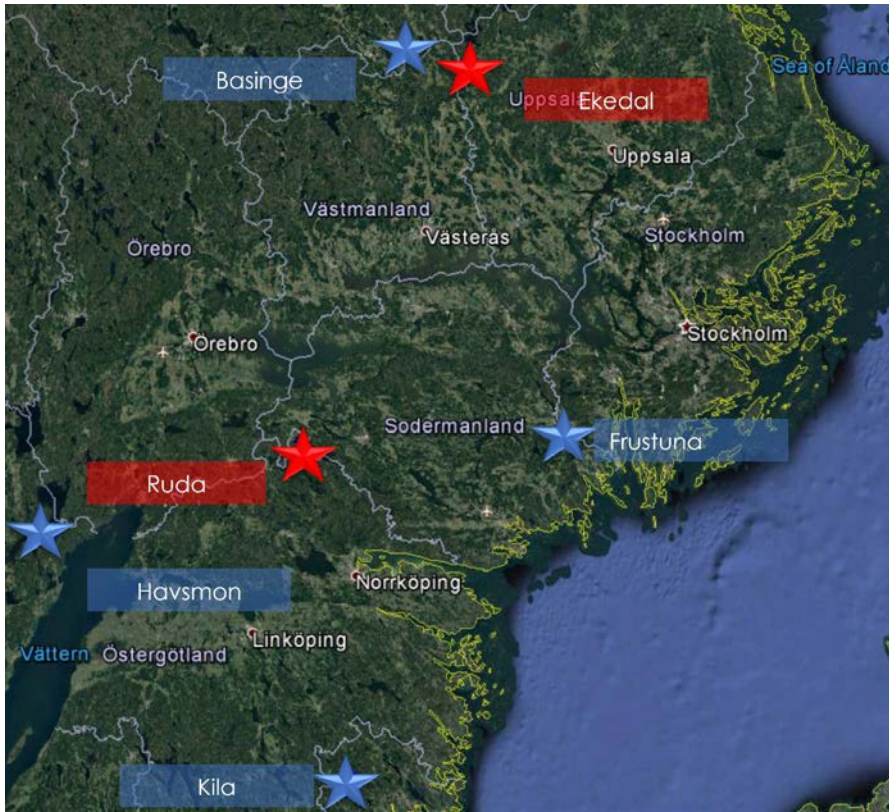 Sea of Åland
Basinge
Uppsala
Ekedal
Uppsala
Västmanland
Västerås
Stockholm
Örebro
Örebro
Stockholm
Sodermanland
Frustuna
Ruda
Havsmon
Norrköping
Linköping
Vättern
Östergötland
Kila